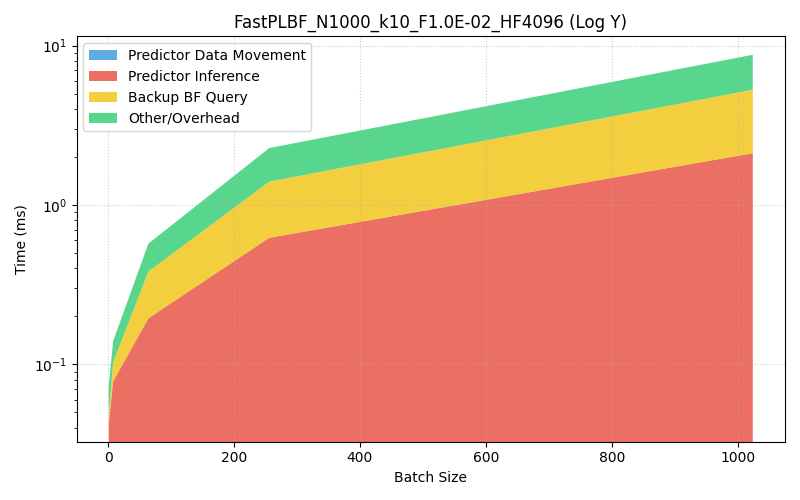 FastPLBF_N1000_k10_F1.0E-02_HF4096 (Log Y)
Predictor Data Movement
Predictor Inference
Backup BF Query
Other/Overhead
Time (ms)
10¹
10⁰
10⁻¹
0 200 400 600 800 1000
Batch Size